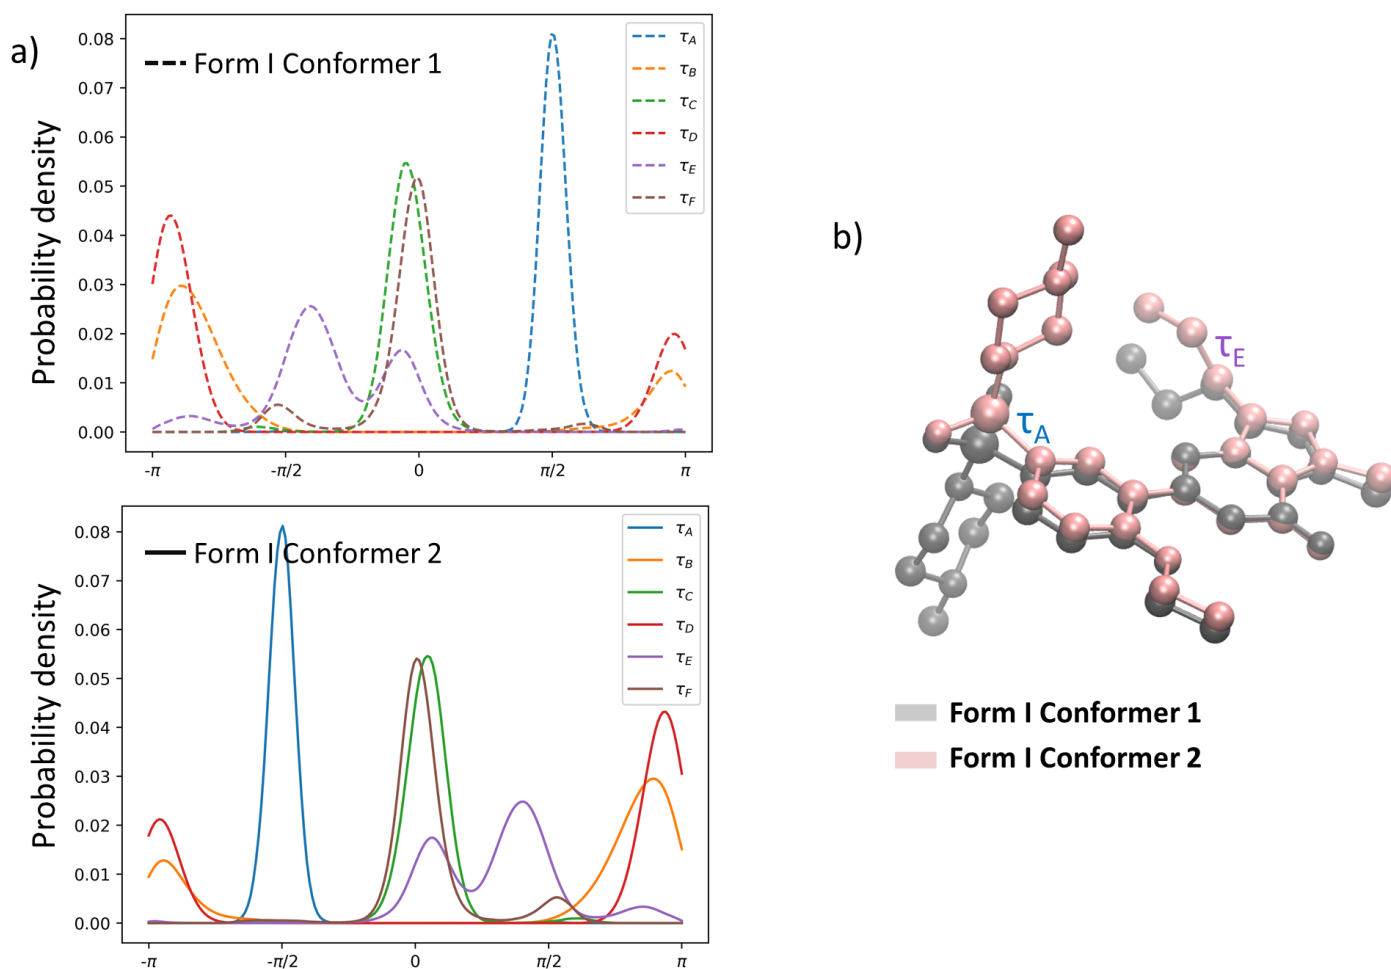 a)
Form I Conformer 1
Probability density
0.08
0.07
0.06
0.05
0.04
0.03
0.02
0.01
0.00
-π
-π/2
0
π/2
π
τA
τB
τC
τD
τE
τF
Form I Conformer 2
Probability density
0.08
0.07
0.06
0.05
0.04
0.03
0.02
0.01
0.00
-π
-π/2
0
π/2
π
τA
τB
τC
τD
τE
τF
b)
τE
τA
Form I Conformer 1
Form I Conformer 2